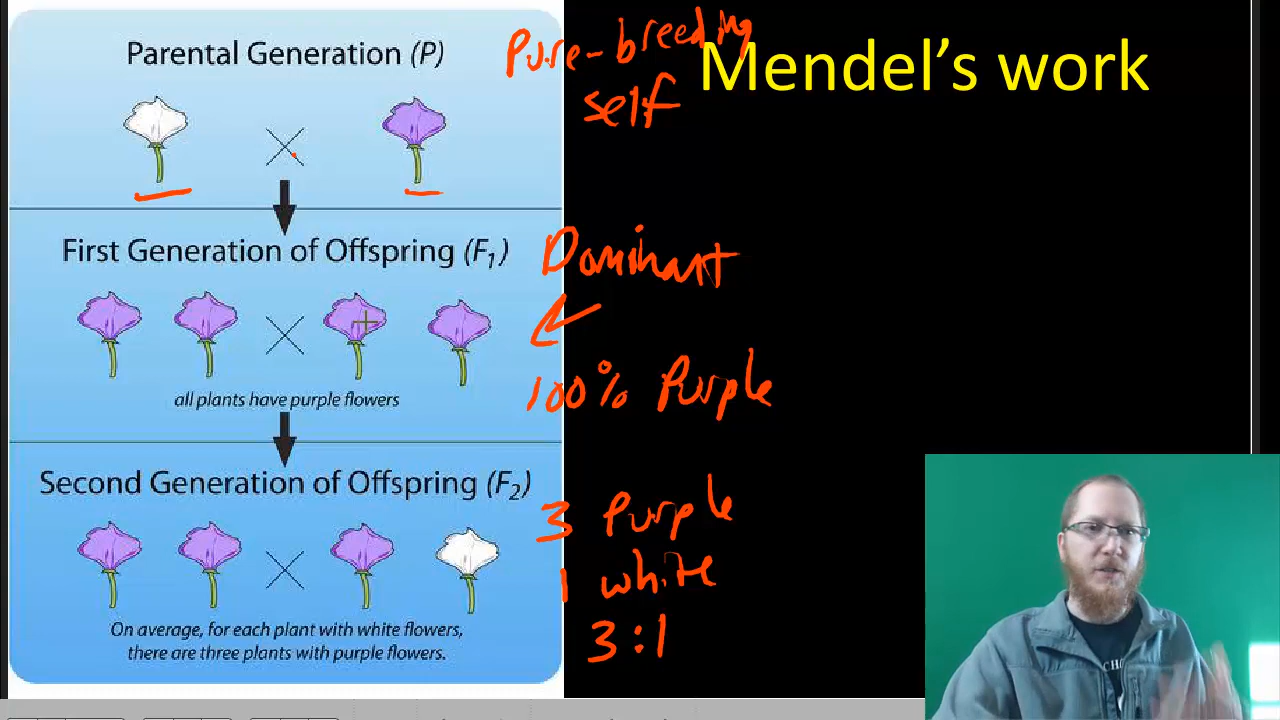 Parental Generation (P)
Pure-breeding
self
Mendel's work
First Generation of Offspring (F1)
Dominant
all plants have purple flowers
100% Purple
Second Generation of Offspring (F2)
3 Purple
1 white
3:1
On average, for each plant with white flowers,
there are three plants with purple flowers.